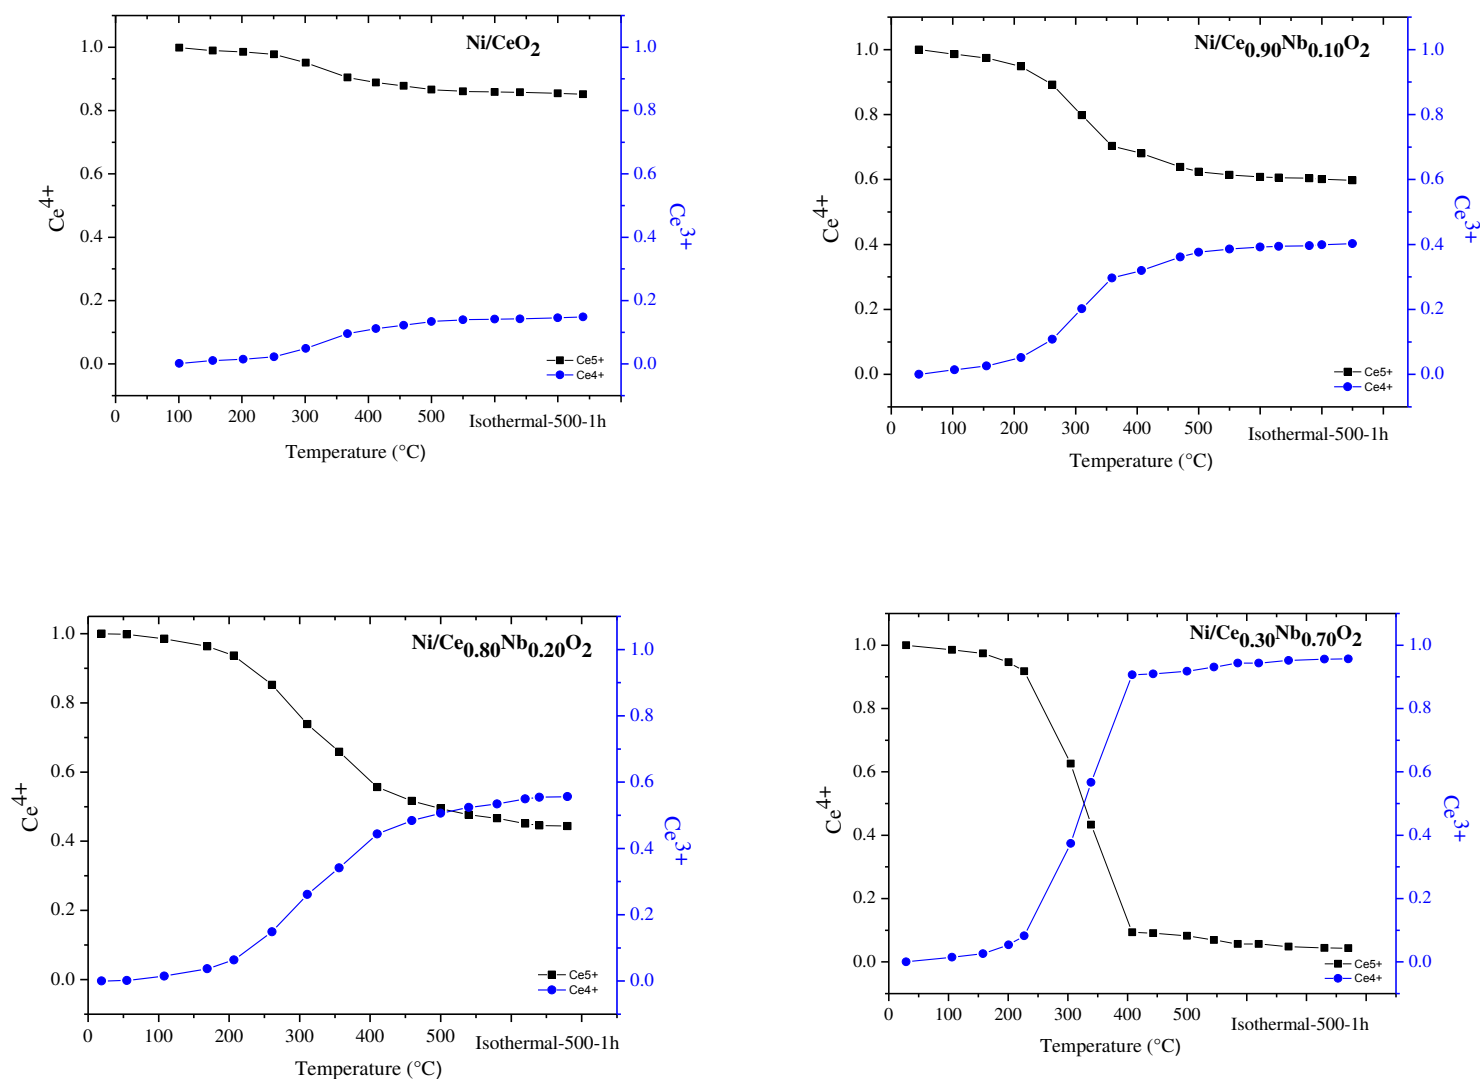 Ni/CeO2
1.0
0.8
0.6
0.4
0.2
0.0
Ce4+
1.0
0.8
0.6
0.4
0.2
0.0
Ce3+
Ce5+
Ce4+
0 100 200 300 400 500
Isothermal-500-1h
Temperature (°C)
Ni/Ce0.90Nb0.10O2
1.0
0.8
0.6
0.4
0.2
0.0
Ce4+
1.0
0.8
0.6
0.4
0.2
0.0
Ce3+
Ce5+
Ce4+
0 100 200 300 400 500
Isothermal-500-1h
Temperature (°C)
Ni/Ce0.80Nb0.20O2
1.0
0.8
0.6
0.4
0.2
0.0
Ce4+
1.0
0.8
0.6
0.4
0.2
0.0
Ce3+
Ce5+
Ce4+
0 100 200 300 400 500
Isothermal-500-1h
Temperature (°C)
Ni/Ce0.30Nb0.70O2
1.0
0.8
0.6
0.4
0.2
0.0
Ce4+
1.0
0.8
0.6
0.4
0.2
0.0
Ce3+
Ce5+
Ce4+
0 100 200 300 400 500
Isothermal-500-1h
Temperature (°C)